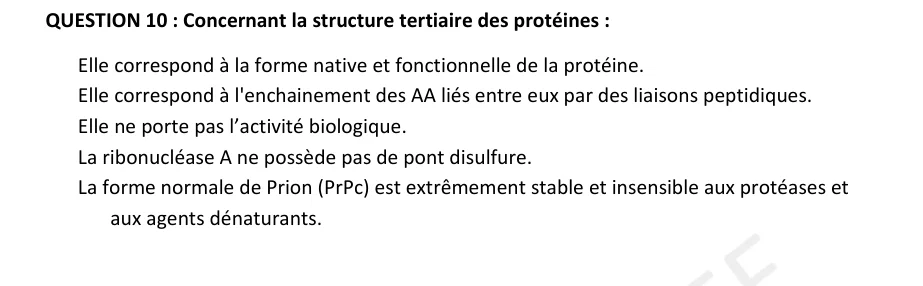 QUESTION 10 : Concernant la structure tertiaire des protéines :
Elle correspond à la forme native et fonctionnelle de la protéine.
Elle correspond à l'enchainement des AA liés entre eux par des liaisons peptidiques.
Elle ne porte pas l’activité biologique.
La ribonucléase A ne possède pas de pont disulfure.
La forme normale de Prion (PrPc) est extrêmement stable et insensible aux protéases et
aux agents dénaturants.